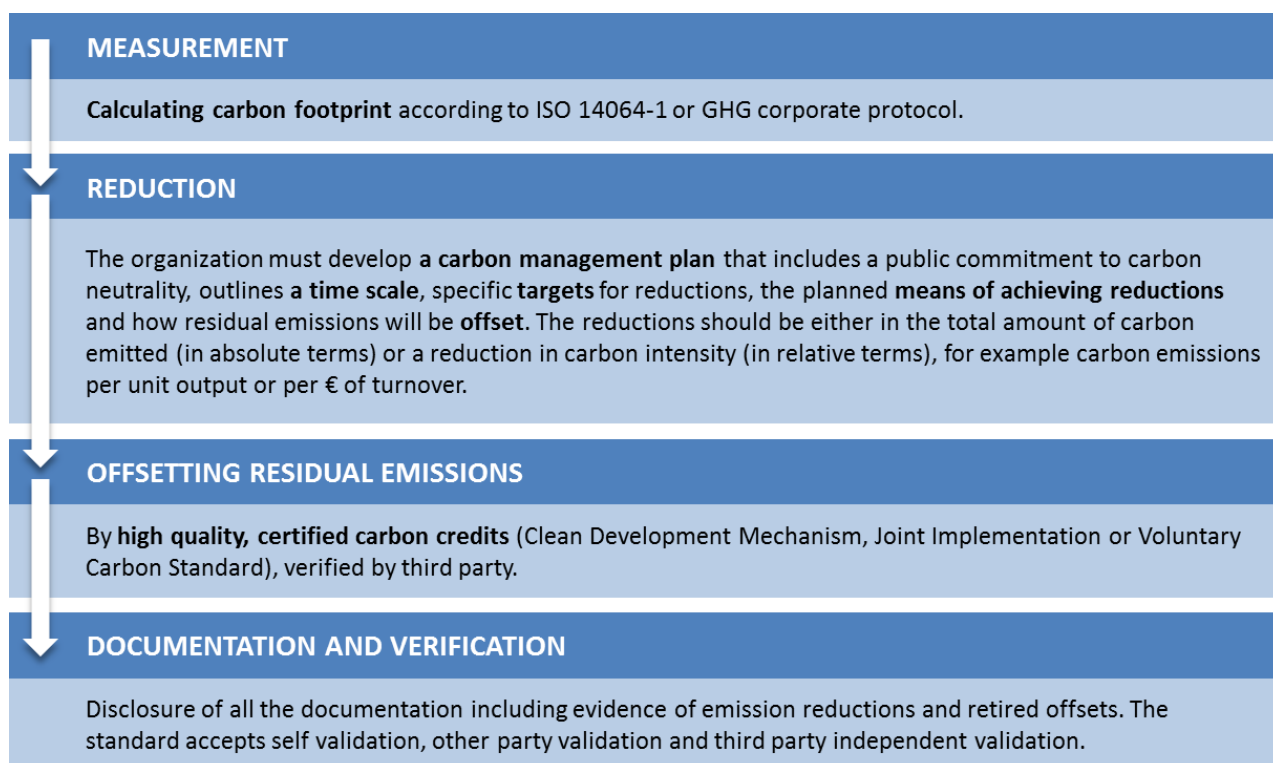 MEASUREMENT
Calculating carbon footprint according to ISO 14064-1 or GHG corporate protocol.
REDUCTION
The organization must develop a carbon management plan that includes a public commitment to carbon
neutrality, outlines a time scale, specific targets for reductions, the planned means of achieving reductions
and how residual emissions will be offset. The reductions should be either in the total amount of carbon
emitted (in absolute terms) or a reduction in carbon intensity (in relative terms), for example carbon emissions
per unit output or per € of turnover.
OFFSETTING RESIDUAL EMISSIONS
By high quality, certified carbon credits (Clean Development Mechanism, Joint Implementation or Voluntary
Carbon Standard), verified by third party.
DOCUMENTATION AND VERIFICATION
Disclosure of all the documentation including evidence of emission reductions and retired offsets. The
standard accepts self validation, other party validation and third party independent validation.